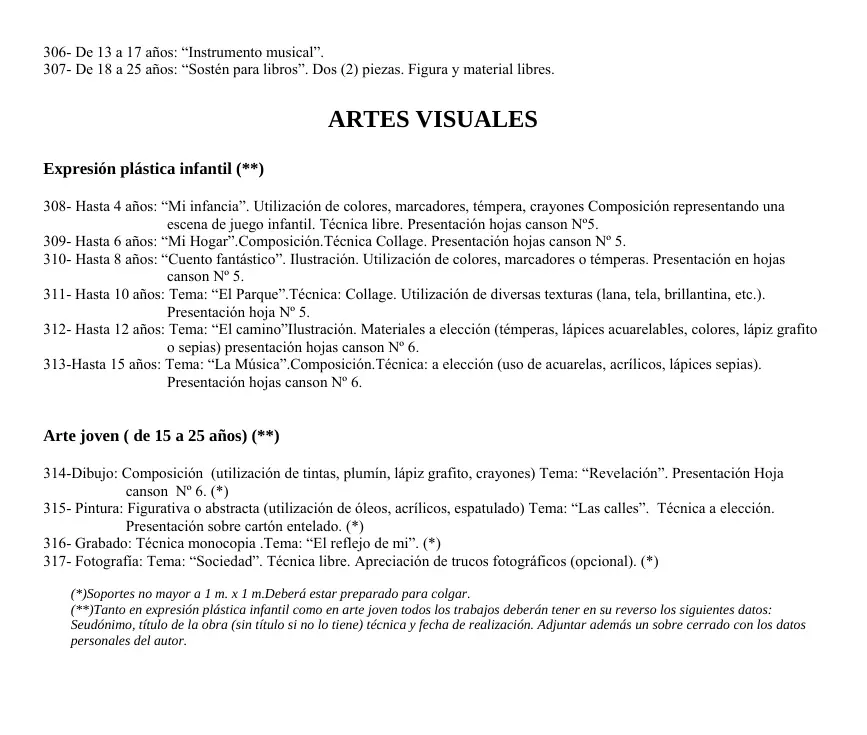 306- De 13 a 17 años: “Instrumento musical”.
307- De 18 a 25 años: “Sostén para libros”. Dos (2) piezas. Figura y material libres.
ARTES VISUALES
Expresión plástica infantil (**)
308- Hasta 4 años: “Mi infancia”. Utilización de colores, marcadores, témpera, crayones Composición representando una
escena de juego infantil. Técnica libre. Presentación hojas canson Nº5.
309- Hasta 6 años: “Mi Hogar”.Composición.Técnica Collage. Presentación hojas canson Nº 5.
310- Hasta 8 años: “Cuento fantástico”. Ilustración. Utilización de colores, marcadores o témperas. Presentación en hojas
canson Nº 5.
311- Hasta 10 años: Tema: “El Parque”.Técnica: Collage. Utilización de diversas texturas (lana, tela, brillantina, etc.).
Presentación hoja Nº 5.
312- Hasta 12 años: Tema: “El camino”Ilustración. Materiales a elección (témperas, lápices acuarelables, colores, lápiz grafito
o sepias) presentación hojas canson Nº 6.
313-Hasta 15 años: Tema: “La Música”.Composición.Técnica: a elección (uso de acuarelas, acrílicos, lápices sepias).
Presentación hojas canson Nº 6.
Arte joven ( de 15 a 25 años) (**)
314-Dibujo: Composición  (utilización de tintas, plumín, lápiz grafito, crayones) Tema: “Revelación”. Presentación Hoja
canson  Nº 6. (*)
315- Pintura: Figurativa o abstracta (utilización de óleos, acrílicos, espatulado) Tema: “Las calles”.  Técnica a elección.
Presentación sobre cartón entelado. (*)
316- Grabado: Técnica monocopia .Tema: “El reflejo de mi”. (*)
317- Fotografía: Tema: “Sociedad”. Técnica libre. Apreciación de trucos fotográficos (opcional). (*)
(*)Soportes no mayor a 1 m. x 1 m.Deberá estar preparado para colgar.
(**)Tanto en expresión plástica infantil como en arte joven todos los trabajos deberán tener en su reverso los siguientes datos:
Seudónimo, título de la obra (sin título si no lo tiene) técnica y fecha de realización. Adjuntar además un sobre cerrado con los datos
personales del autor.